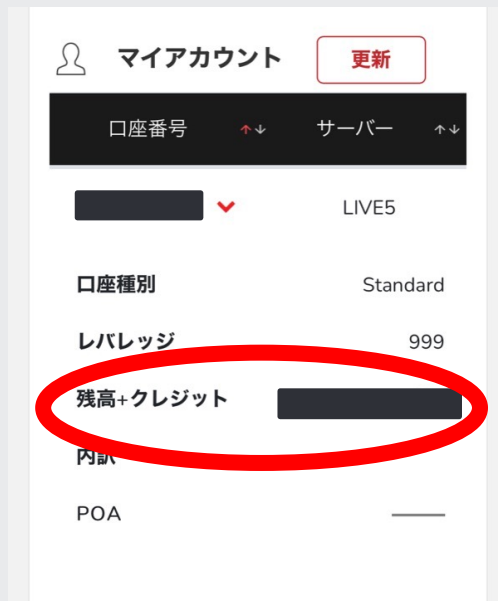 マイアカウント 更新
口座番号 ↑↓ サーバー ↑↓
LIVE5
口座種別 Standard
レバレッジ 999
残高+クレジット
内訳
POA